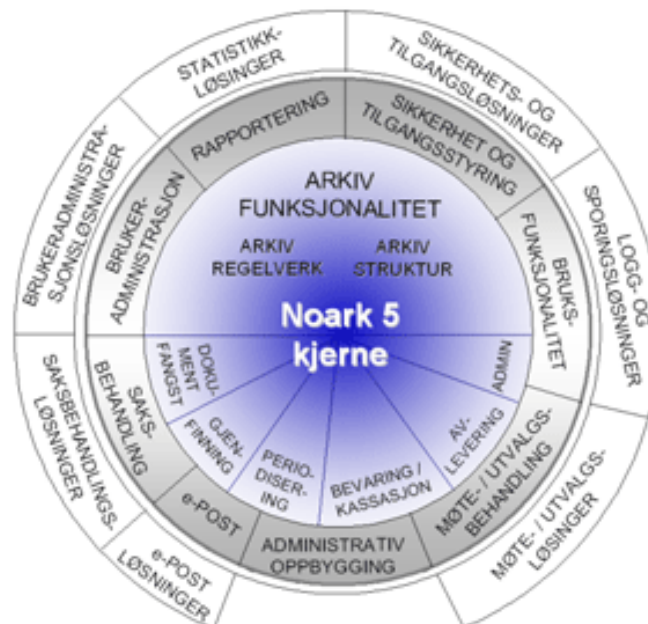 STATISTIKK-
LØSINGER
SIKKERHETS- OG
TILGANGSLØSNINGER
LOGG- OG
SPORINGSLØSNINGER
MØTE- / UTVALGS-
LØSINGER
e-POST
LØSNINGER
SAKSBEHANDLINGS-
LØSNINGER
BRUKERADMINISTRA-
SJONSLØSNINGER
RAPPORTERING
SIKKERHET OG
TILGANGSSTYRING
BRUKS-
FUNKSJONALITET
MØTE- / UTVALGS-
BEHANDLING
ADMINISTRATIV
OPPBYGGING
e-POST
SAKS-
BEHANDLING
BRUKER-
ADMINISTRASJON
ARKIV
FUNKSJONALITET
ARKIV
REGELVERK
ARKIV
STRUKTUR
Noark 5
kjerne
DOKU-
MENT
FANGST
GJEN-
FINNING
PERIO-
DISER-
ING
BEVARING /
KASSASJON
AV-
LEVERING
ADMIN